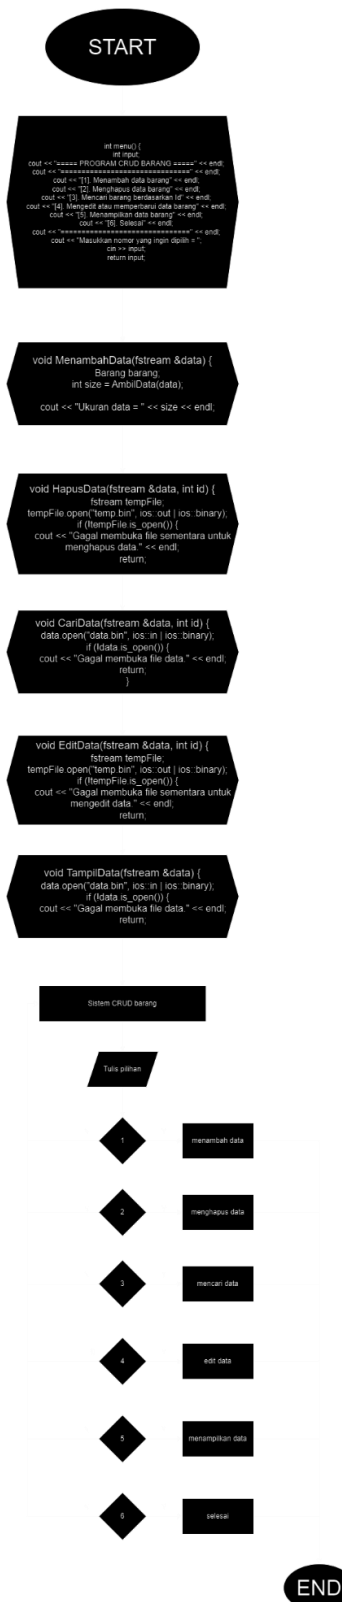 START
int menu() {
int input;
cout << "===== PROGRAM CRUD BARANG =====" << endl;
cout << "==============================" << endl;
cout << "[1]. Menambah data barang" << endl;
cout << "[2]. Menghapus data barang" << endl;
cout << "[3]. Mencari barang berdasarkan Id" << endl;
cout << "[4]. Mengedit atau memperbarui data barang" << endl;
cout << "[5]. Menampilkan data barang" << endl;
cout << "[6]. Selesai" << endl;
cout << "==============================" << endl;
cout << "Masukkan nomor yang ingin dipilih = ";
cin >> input;
return input;
void MenambahData(fstream &data) {
Barang barang;
int size = AmbilData(data);
cout << "Ukuran data = " << size << endl;
void HapusData(fstream &data, int id) {
fstream tempFile;
tempFile.open("temp.bin", ios::out | ios::binary);
if (!tempFile.is_open()) {
cout << "Gagal membuka file sementara untuk
menghapus data." << endl;
return;
void CariData(fstream &data, int id) {
data.open("data.bin", ios::in | ios::binary);
if (!data.is_open()) {
cout << "Gagal membuka file data." << endl;
return;
}
void EditData(fstream &data, int id) {
fstream tempFile;
tempFile.open("temp.bin", ios::out | ios::binary);
if (!tempFile.is_open()) {
cout << "Gagal membuka file sementara untuk
mengedit data." << endl;
return;
void TampilData(fstream &data) {
data.open("data.bin", ios::in | ios::binary);
if (!data.is_open()) {
cout << "Gagal membuka file data." << endl;
return;
Sistem CRUD barang
Tulis pilihan
1 menambah data
2 menghapus data
3 mencari data
4 edit data
5 menampilkan data
6 selesai
END